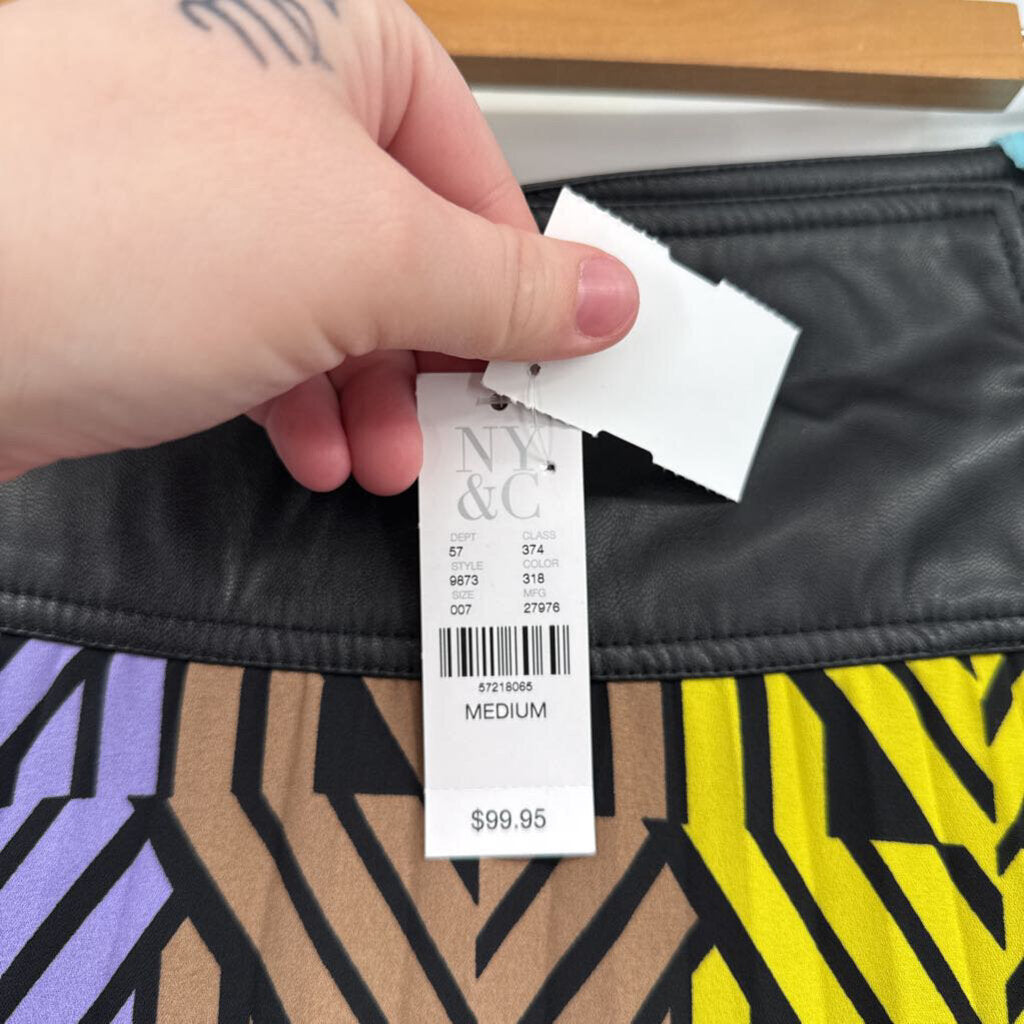 NY
&C
DEPT CLASS
57 374
STYLE COLOR
9873 318
SIZE MFG
007 27976
57218065
MEDIUM
$99.95